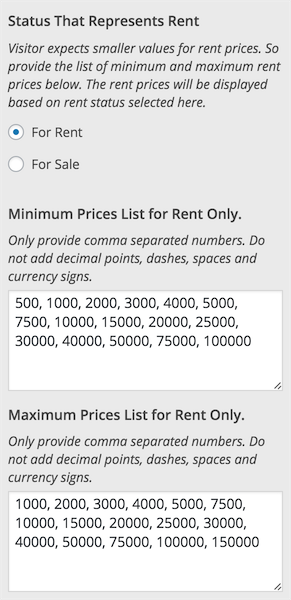 Status That Represents Rent
Visitor expects smaller values for rent prices. So
provide the list of minimum and maximum rent
prices below. The rent prices will be displayed
based on rent status selected here.
For Rent
For Sale
Minimum Prices List for Rent Only.
Only provide comma separated numbers. Do
not add decimal points, dashes, spaces and
currency signs.
500, 1000, 2000, 3000, 4000, 5000,
7500, 10000, 15000, 20000, 25000,
30000, 40000, 50000, 75000, 100000
Maximum Prices List for Rent Only.
Only provide comma separated numbers. Do
not add decimal points, dashes, spaces and
currency signs.
1000, 2000, 3000, 4000, 5000, 7500,
10000, 15000, 20000, 25000, 30000,
40000, 50000, 75000, 100000, 150000